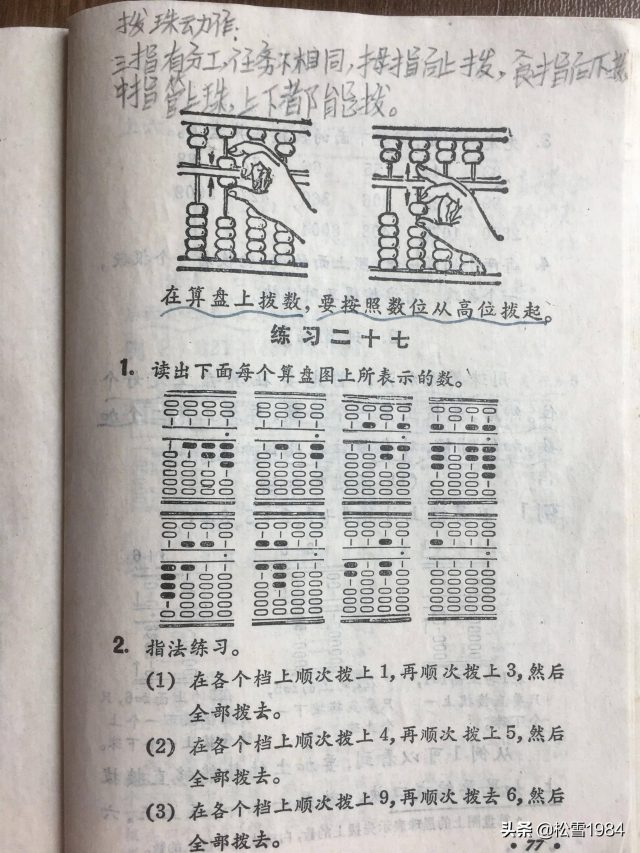 拨珠动作:
三指有分工,任务不相同,拇指向上拨,食指向下拨
中指管上珠,上下都能拨。
在算盘上拨数,要按照数位从高位拨起。
练习二十七
1. 读出下面每个算盘图上所表示的数。
2. 指法练习。
(1) 在各个档上顺次拨上1,再顺次拨上3,然后
全部拨去。
(2) 在各个档上顺次拨上4,再顺次拨上5,然后
全部拨去。
(3) 在各个档上顺次拨上9,再顺次拨去6,然后
全部拨去。
·77·
头条 @松雪1984